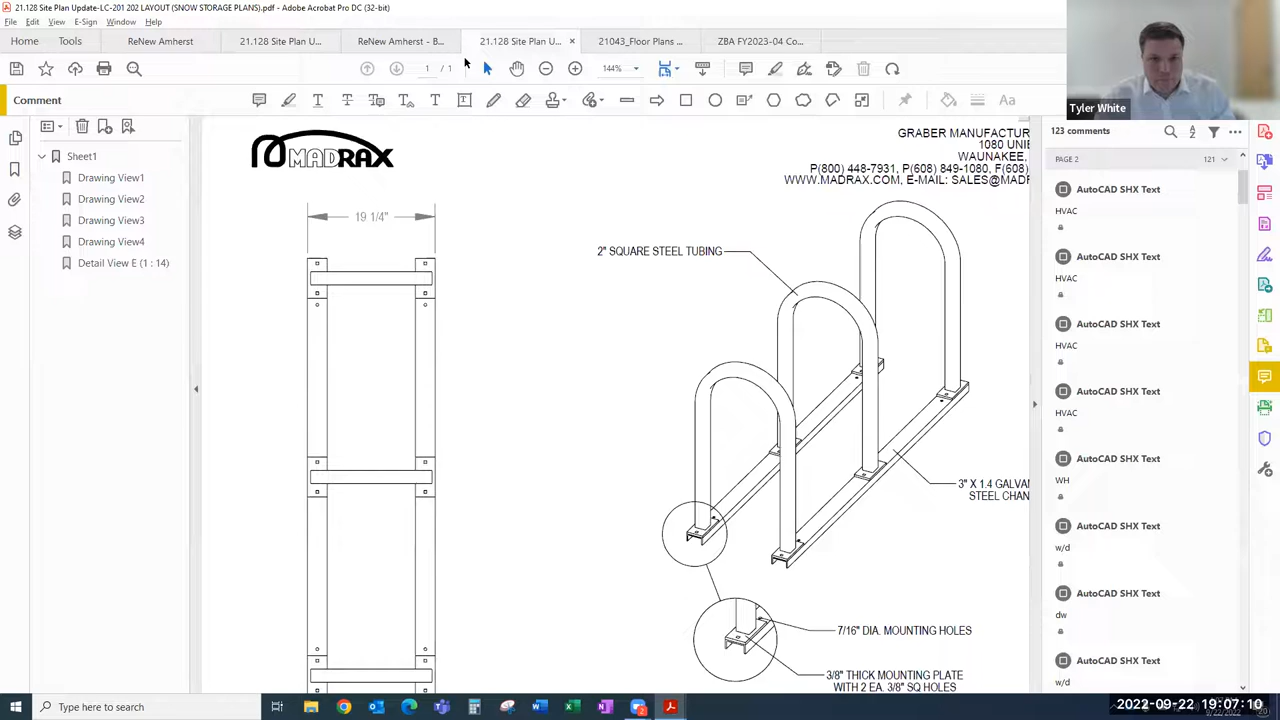 21.128 Site Plan Update-LC-201 202 LAYOUT (SNOW STORAGE PLANS).pdf - Adobe Acrobat Pro DC (32-bit)
File Edit View E-Sign Window Help
Home Tools ReNew Amherst 21.128 Site Plan U... ReNew Amherst - B... 21.128 Site Plan U... × 21043_Floor Plans ... ZBA FY2023-04 Co...
1 / 1 144%
Tyler White
Comment
Aa
123 comments
PAGE 2 121
Sheet1
Drawing View1
Drawing View2
Drawing View3
Drawing View4
Detail View E (1 : 14)
MADRAX
GRABER MANUFACTUR
1080 UNIE
WAUNAKEE,
P(800) 448-7931, P(608) 849-1080, F(608)
WWW.MADRAX.COM, E-MAIL: SALES@MADR
19 1/4"
2" SQUARE STEEL TUBING
3" X 1.4 GALVA
STEEL CHAN
7/16" DIA. MOUNTING HOLES
3/8" THICK MOUNTING PLATE
WITH 2 EA. 3/8" SQ HOLES
AutoCAD SHX Text
HVAC
AutoCAD SHX Text
HVAC
AutoCAD SHX Text
HVAC
AutoCAD SHX Text
HVAC
AutoCAD SHX Text
WH
AutoCAD SHX Text
w/d
AutoCAD SHX Text
dw
AutoCAD SHX Text
w/d
Type here to search
2022-09-22 19:07:10